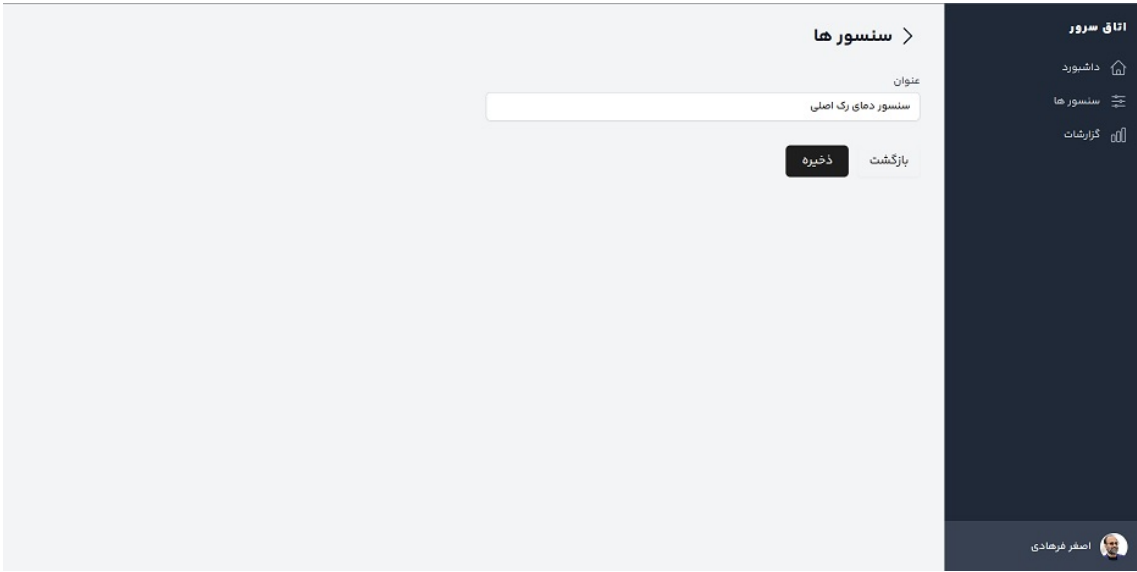 اتاق سرور
داشبورد
سنسور ها
گزارشات
اصغر فرهادی
سنسور ها
عنوان
سنسور دمای رک اصلی
بازگشت
ذخیره